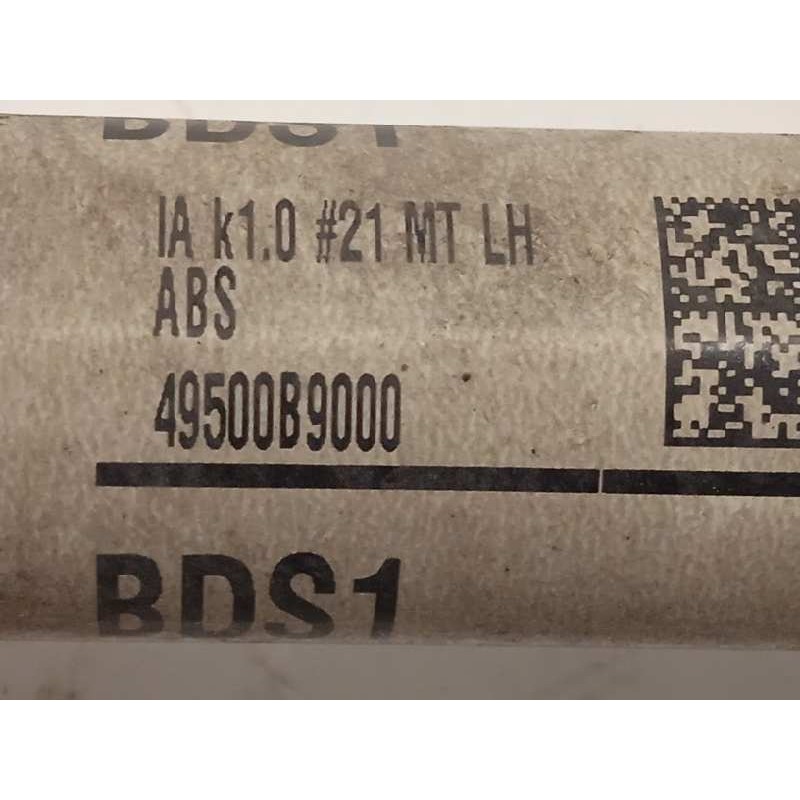 BDS1
IA k1.0 #21 MT LH
ABS
49500B9000
BDS1